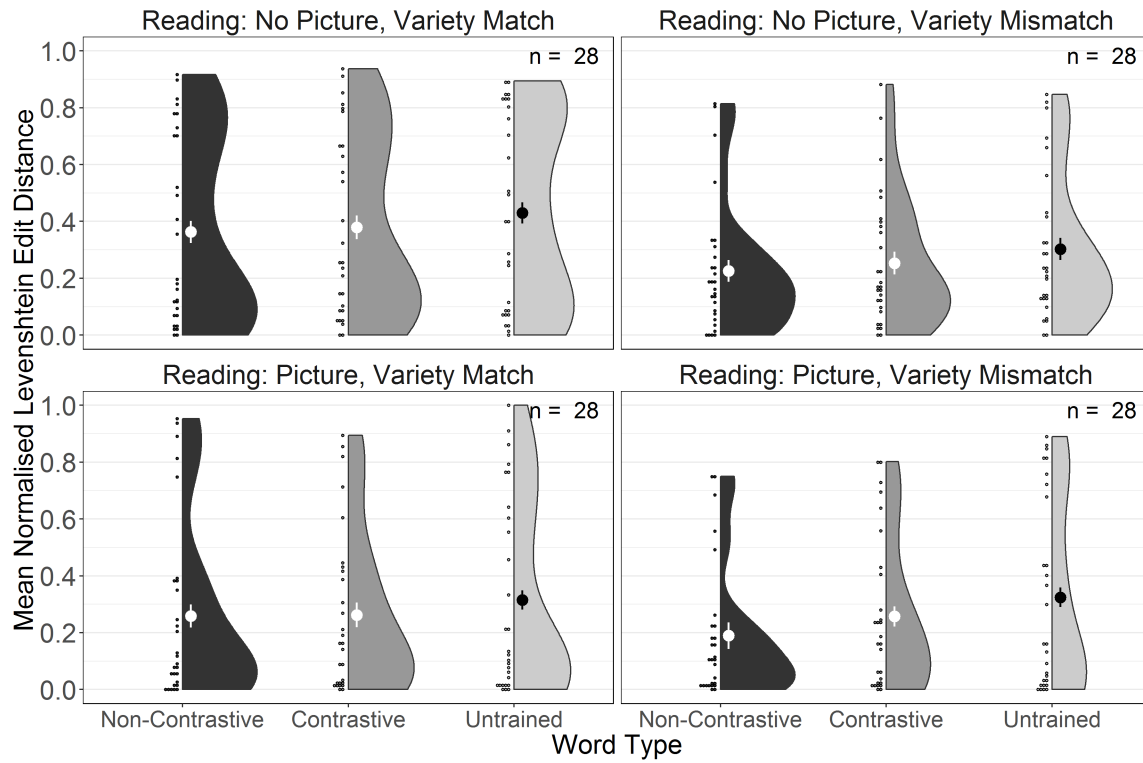 Reading: No Picture, Variety Match
Reading: No Picture, Variety Mismatch
Mean Normalised Levenshtein Edit Distance
1.0
0.8
0.6
0.4
0.2
0.0
n = 28
n = 28
Reading: Picture, Variety Match
Reading: Picture, Variety Mismatch
1.0
0.8
0.6
0.4
0.2
0.0
n = 28
n = 28
Non-Contrastive Contrastive Untrained
Non-Contrastive Contrastive Untrained
Word Type